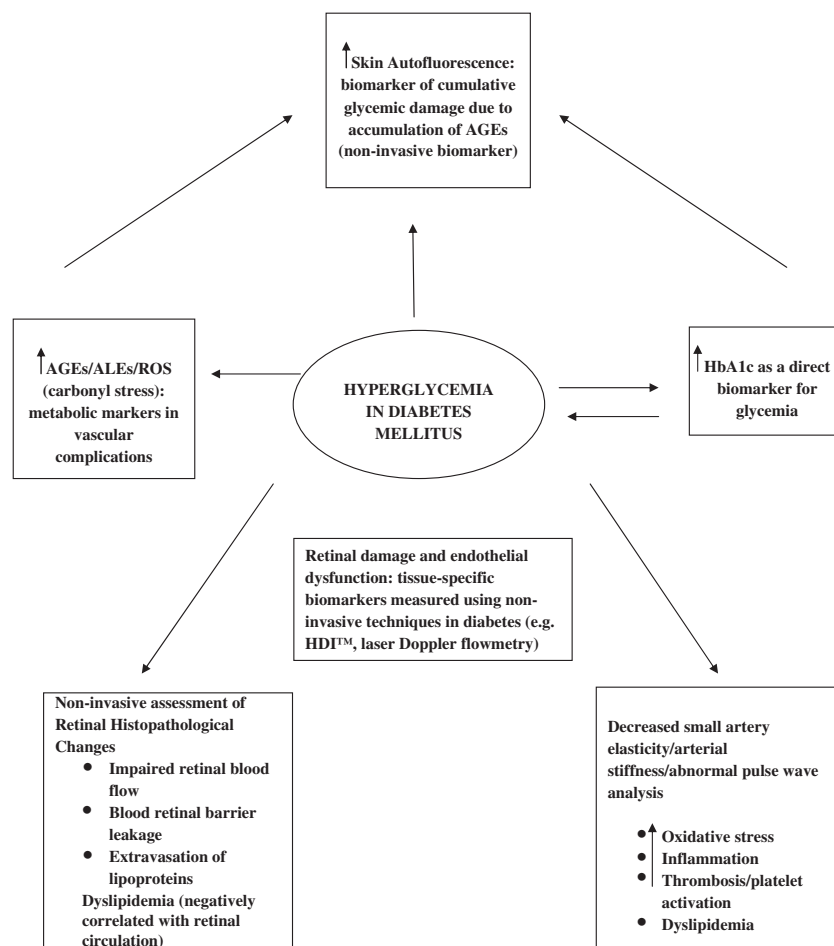 Skin Autofluorescence:
biomarker of cumulative
glycemic damage due to
accumulation of AGEs
(non-invasive biomarker)
AGEs/ALEs/ROS
(carbonyl stress):
metabolic markers in
vascular
complications
HYPERGLYCEMIA
IN DIABETES
MELLITUS
HbA1c as a direct
biomarker for
glycemia
Retinal damage and endothelial
dysfunction: tissue-specific
biomarkers measured using non-
invasive techniques in diabetes (e.g.
HDI™, laser Doppler flowmetry)
Non-invasive assessment of
Retinal Histopathological
Changes
● Impaired retinal blood
flow
● Blood retinal barrier
leakage
● Extravasation of
lipoproteins
Dyslipidemia (negatively
correlated with retinal
circulation)
Decreased small artery
elasticity/arterial
stiffness/abnormal pulse wave
analysis
● Oxidative stress
● Inflammation
● Thrombosis/platelet
activation
● Dyslipidemia